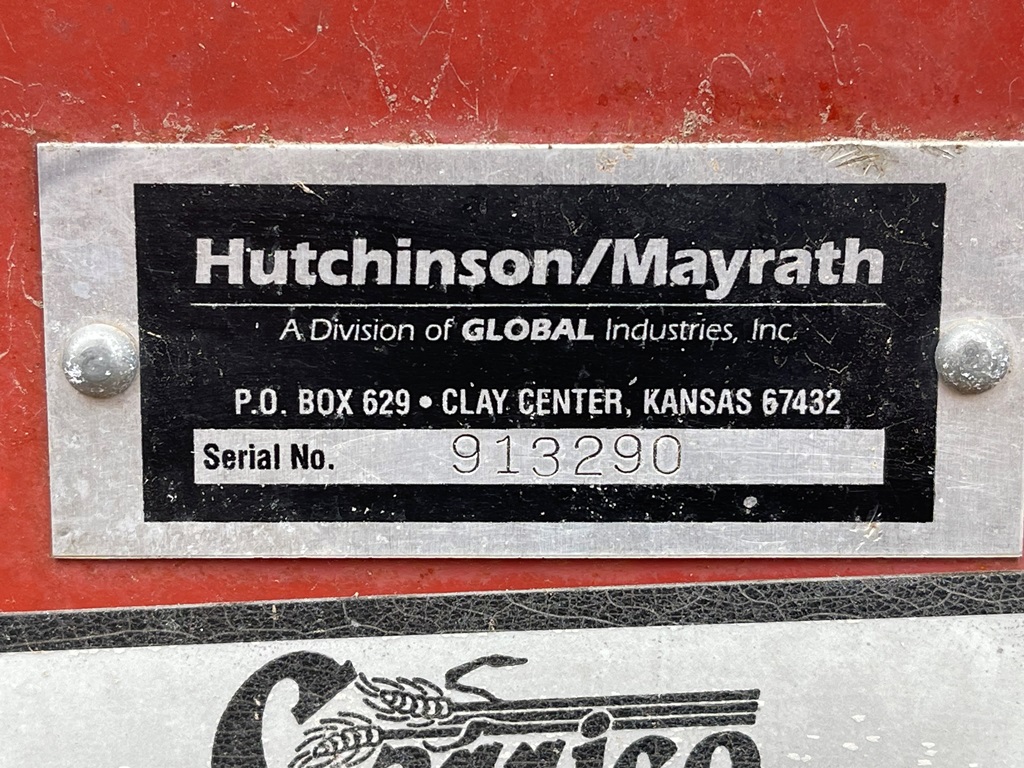 Hutchinson/Mayrath
A Division of GLOBAL Industries, Inc.
P.O. BOX 629 • CLAY CENTER, KANSAS 67432
Serial No. 913290